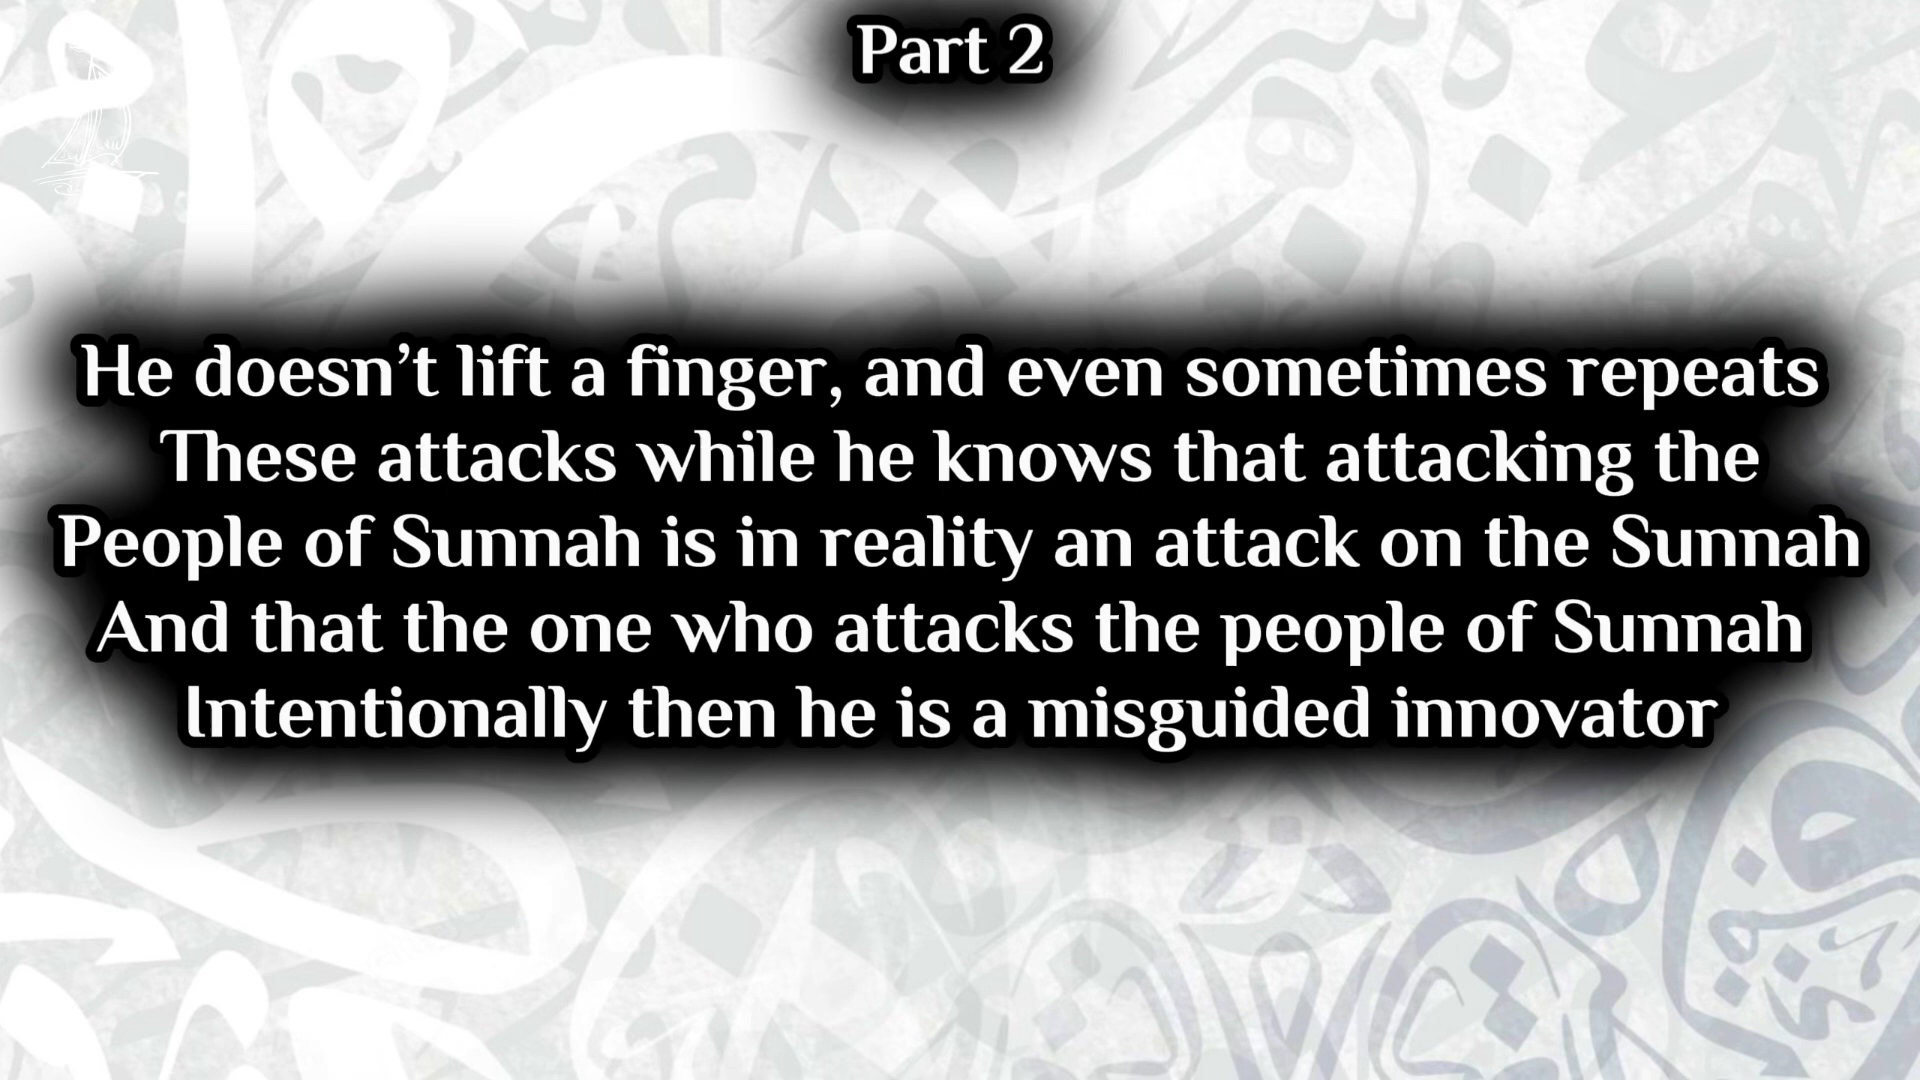 Part 2
He doesn’t lift a finger, and even sometimes repeats
These attacks while he knows that attacking the
People of Sunnah is in reality an attack on the Sunnah
And that the one who attacks the people of Sunnah
Intentionally then he is a misguided innovator